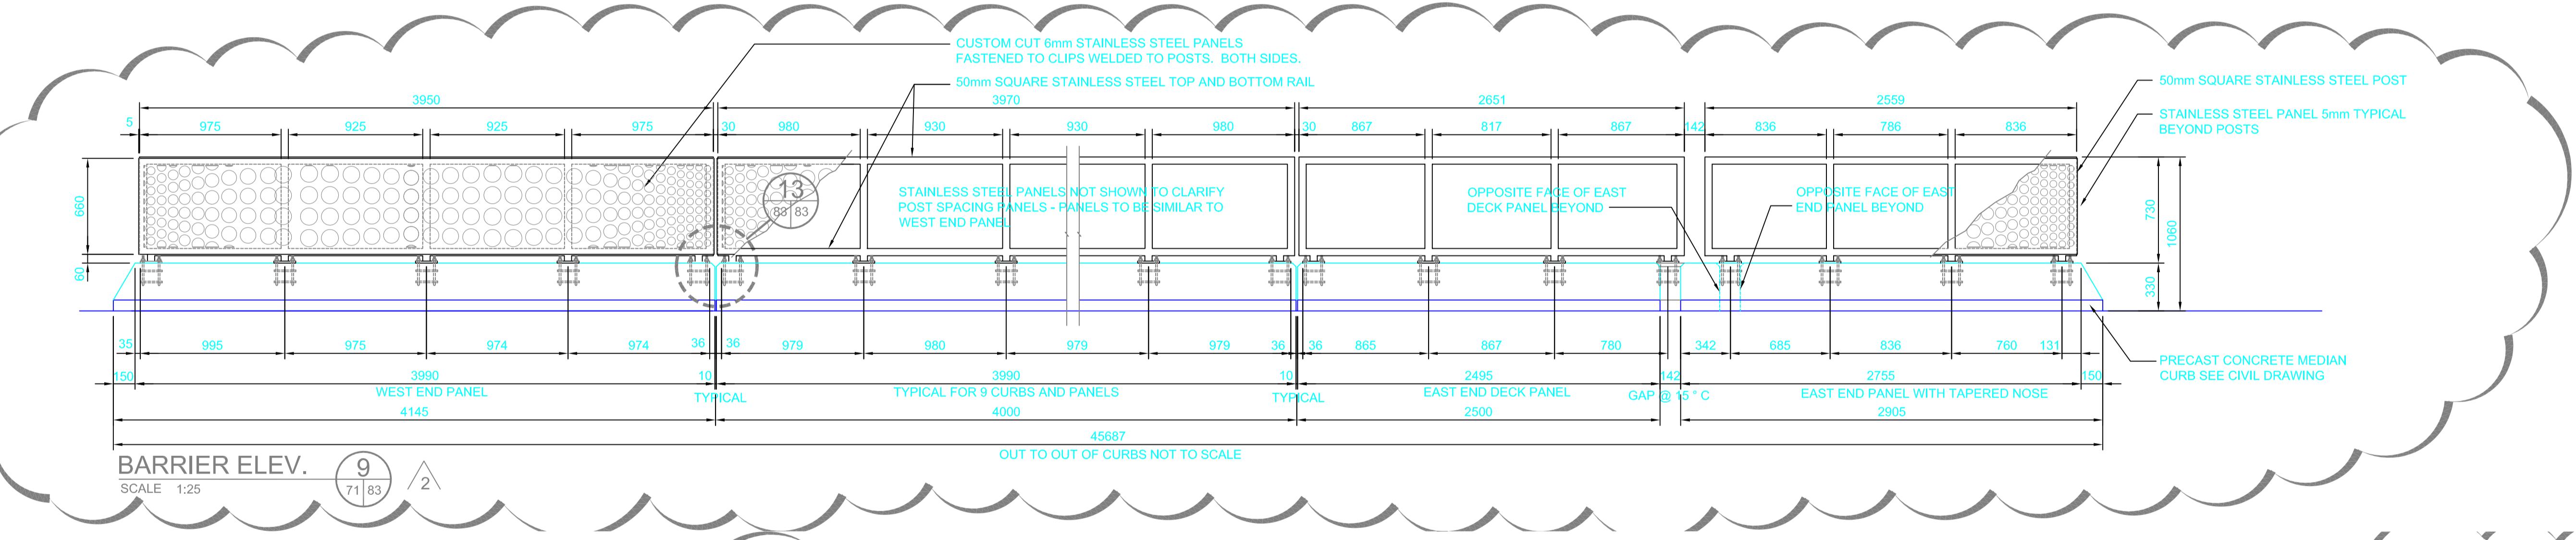 CUSTOM CUT 6mm STAINLESS STEEL PANELS
FASTENED TO CLIPS WELDED TO POSTS. BOTH SIDES.
50mm SQUARE STAINLESS STEEL TOP AND BOTTOM RAIL
50mm SQUARE STAINLESS STEEL POST
STAINLESS STEEL PANEL 5mm TYPICAL
BEYOND POSTS
3950 3970 2651 2559
5 975 925 925 975 30 980 930 930 980 30 867 817 867 142 836 786 836
660
60
13
83 83
STAINLESS STEEL PANELS NOT SHOWN TO CLARIFY
POST SPACING PANELS - PANELS TO BE SIMILAR TO
WEST END PANEL
OPPOSITE FACE OF EAST
DECK PANEL BEYOND
OPPOSITE FACE OF EAST
END PANEL BEYOND
730
1060
330
35 995 975 974 974 36 36 979 980 979 979 36 36 865 867 780 342 685 836 760 131
PRECAST CONCRETE MEDIAN
CURB SEE CIVIL DRAWING
150 3990 10 3990 10 2495 142 2755 150
WEST END PANEL TYPICAL TYPICAL FOR 9 CURBS AND PANELS TYPICAL EAST END DECK PANEL GAP @ 15 ° C EAST END PANEL WITH TAPERED NOSE
4145 4000 2500 2905
45687
OUT TO OUT OF CURBS NOT TO SCALE
BARRIER ELEV.
SCALE 1:25
9
71 83
2